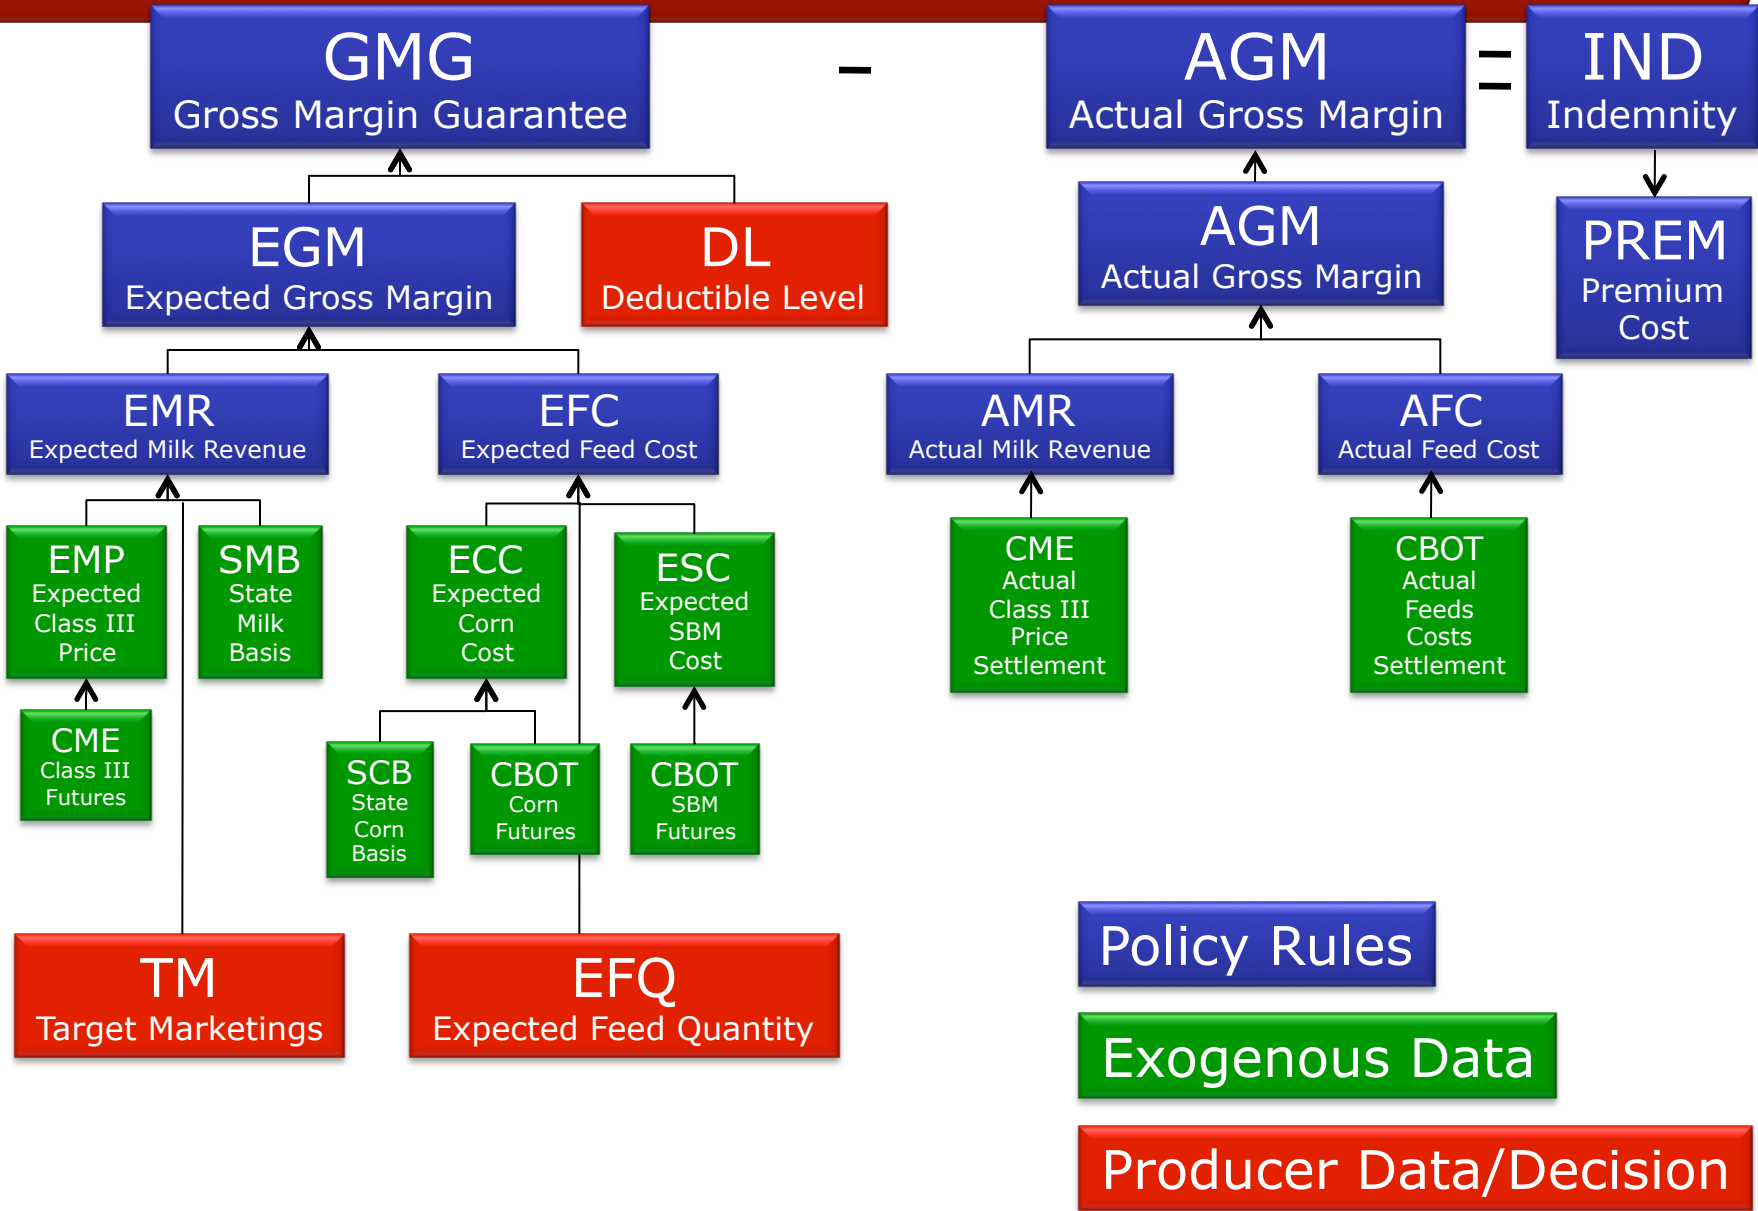 GMG
Gross Margin Guarantee
-
AGM
Actual Gross Margin
=
IND
Indemnity
EGM
Expected Gross Margin
DL
Deductible Level
AGM
Actual Gross Margin
PREM
Premium
Cost
EMR
Expected Milk Revenue
EFC
Expected Feed Cost
AMR
Actual Milk Revenue
AFC
Actual Feed Cost
EMP
Expected
Class III
Price
SMB
State
Milk
Basis
ECC
Expected
Corn
Cost
ESC
Expected
SBM
Cost
CME
Actual
Class III
Price
Settlement
CBOT
Actual
Feeds
Costs
Settlement
CME
Class III
Futures
SCB
State
Corn
Basis
CBOT
Corn
Futures
CBOT
SBM
Futures
TM
Target Marketings
EFQ
Expected Feed Quantity
Policy Rules
Exogenous Data
Producer Data/Decision